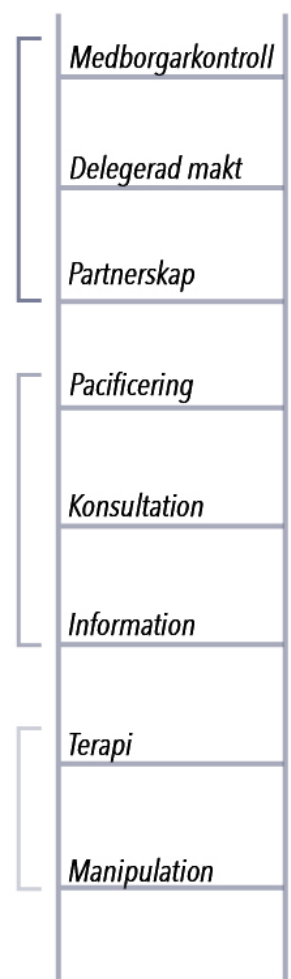 Medborgarkontroll
Delegerad makt
Partnerskap
Pacificering
Konsultation
Information
Terapi
Manipulation